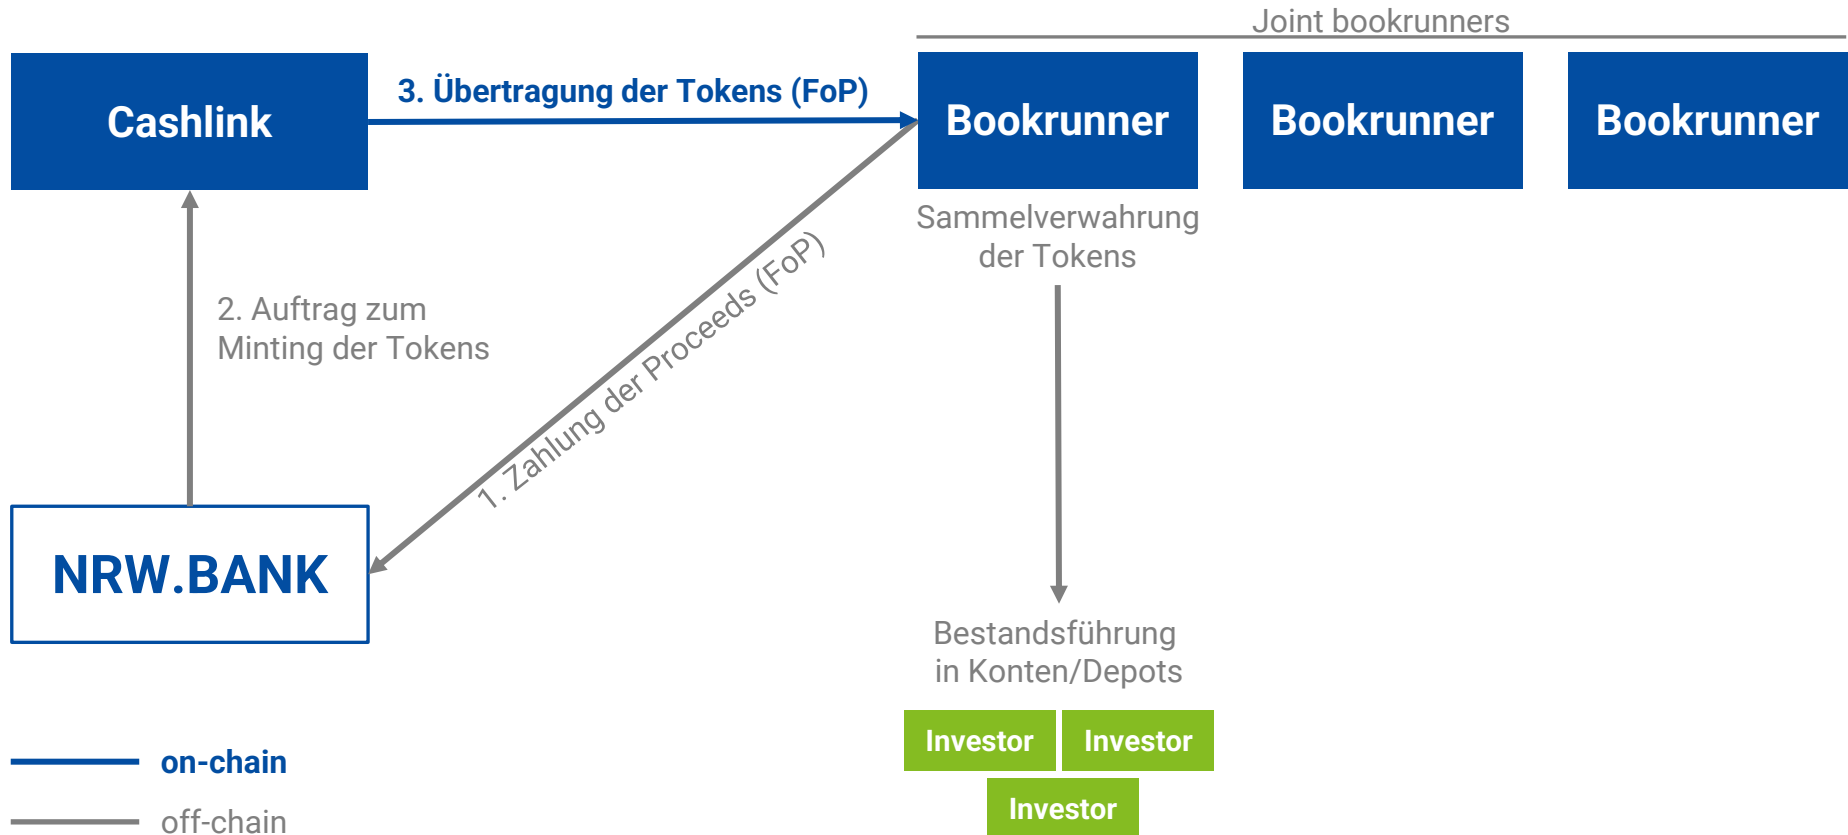 Joint bookrunners
Cashlink
3. Übertragung der Tokens (FoP)
Bookrunner
Bookrunner
Bookrunner
Sammelverwahrung
der Tokens
2. Auftrag zum
Minting der Tokens
1. Zahlung der Proceeds (FoP)
NRW.BANK
Bestandsführung
in Konten/Depots
Investor
Investor
Investor
on-chain
off-chain